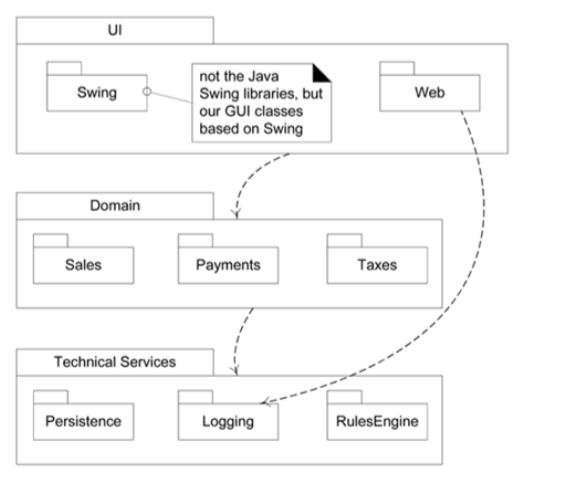 UI
Swing
not the Java
Swing libraries, but
our GUI classes
based on Swing
Web
Domain
Sales
Payments
Taxes
Technical Services
Persistence
Logging
RulesEngine